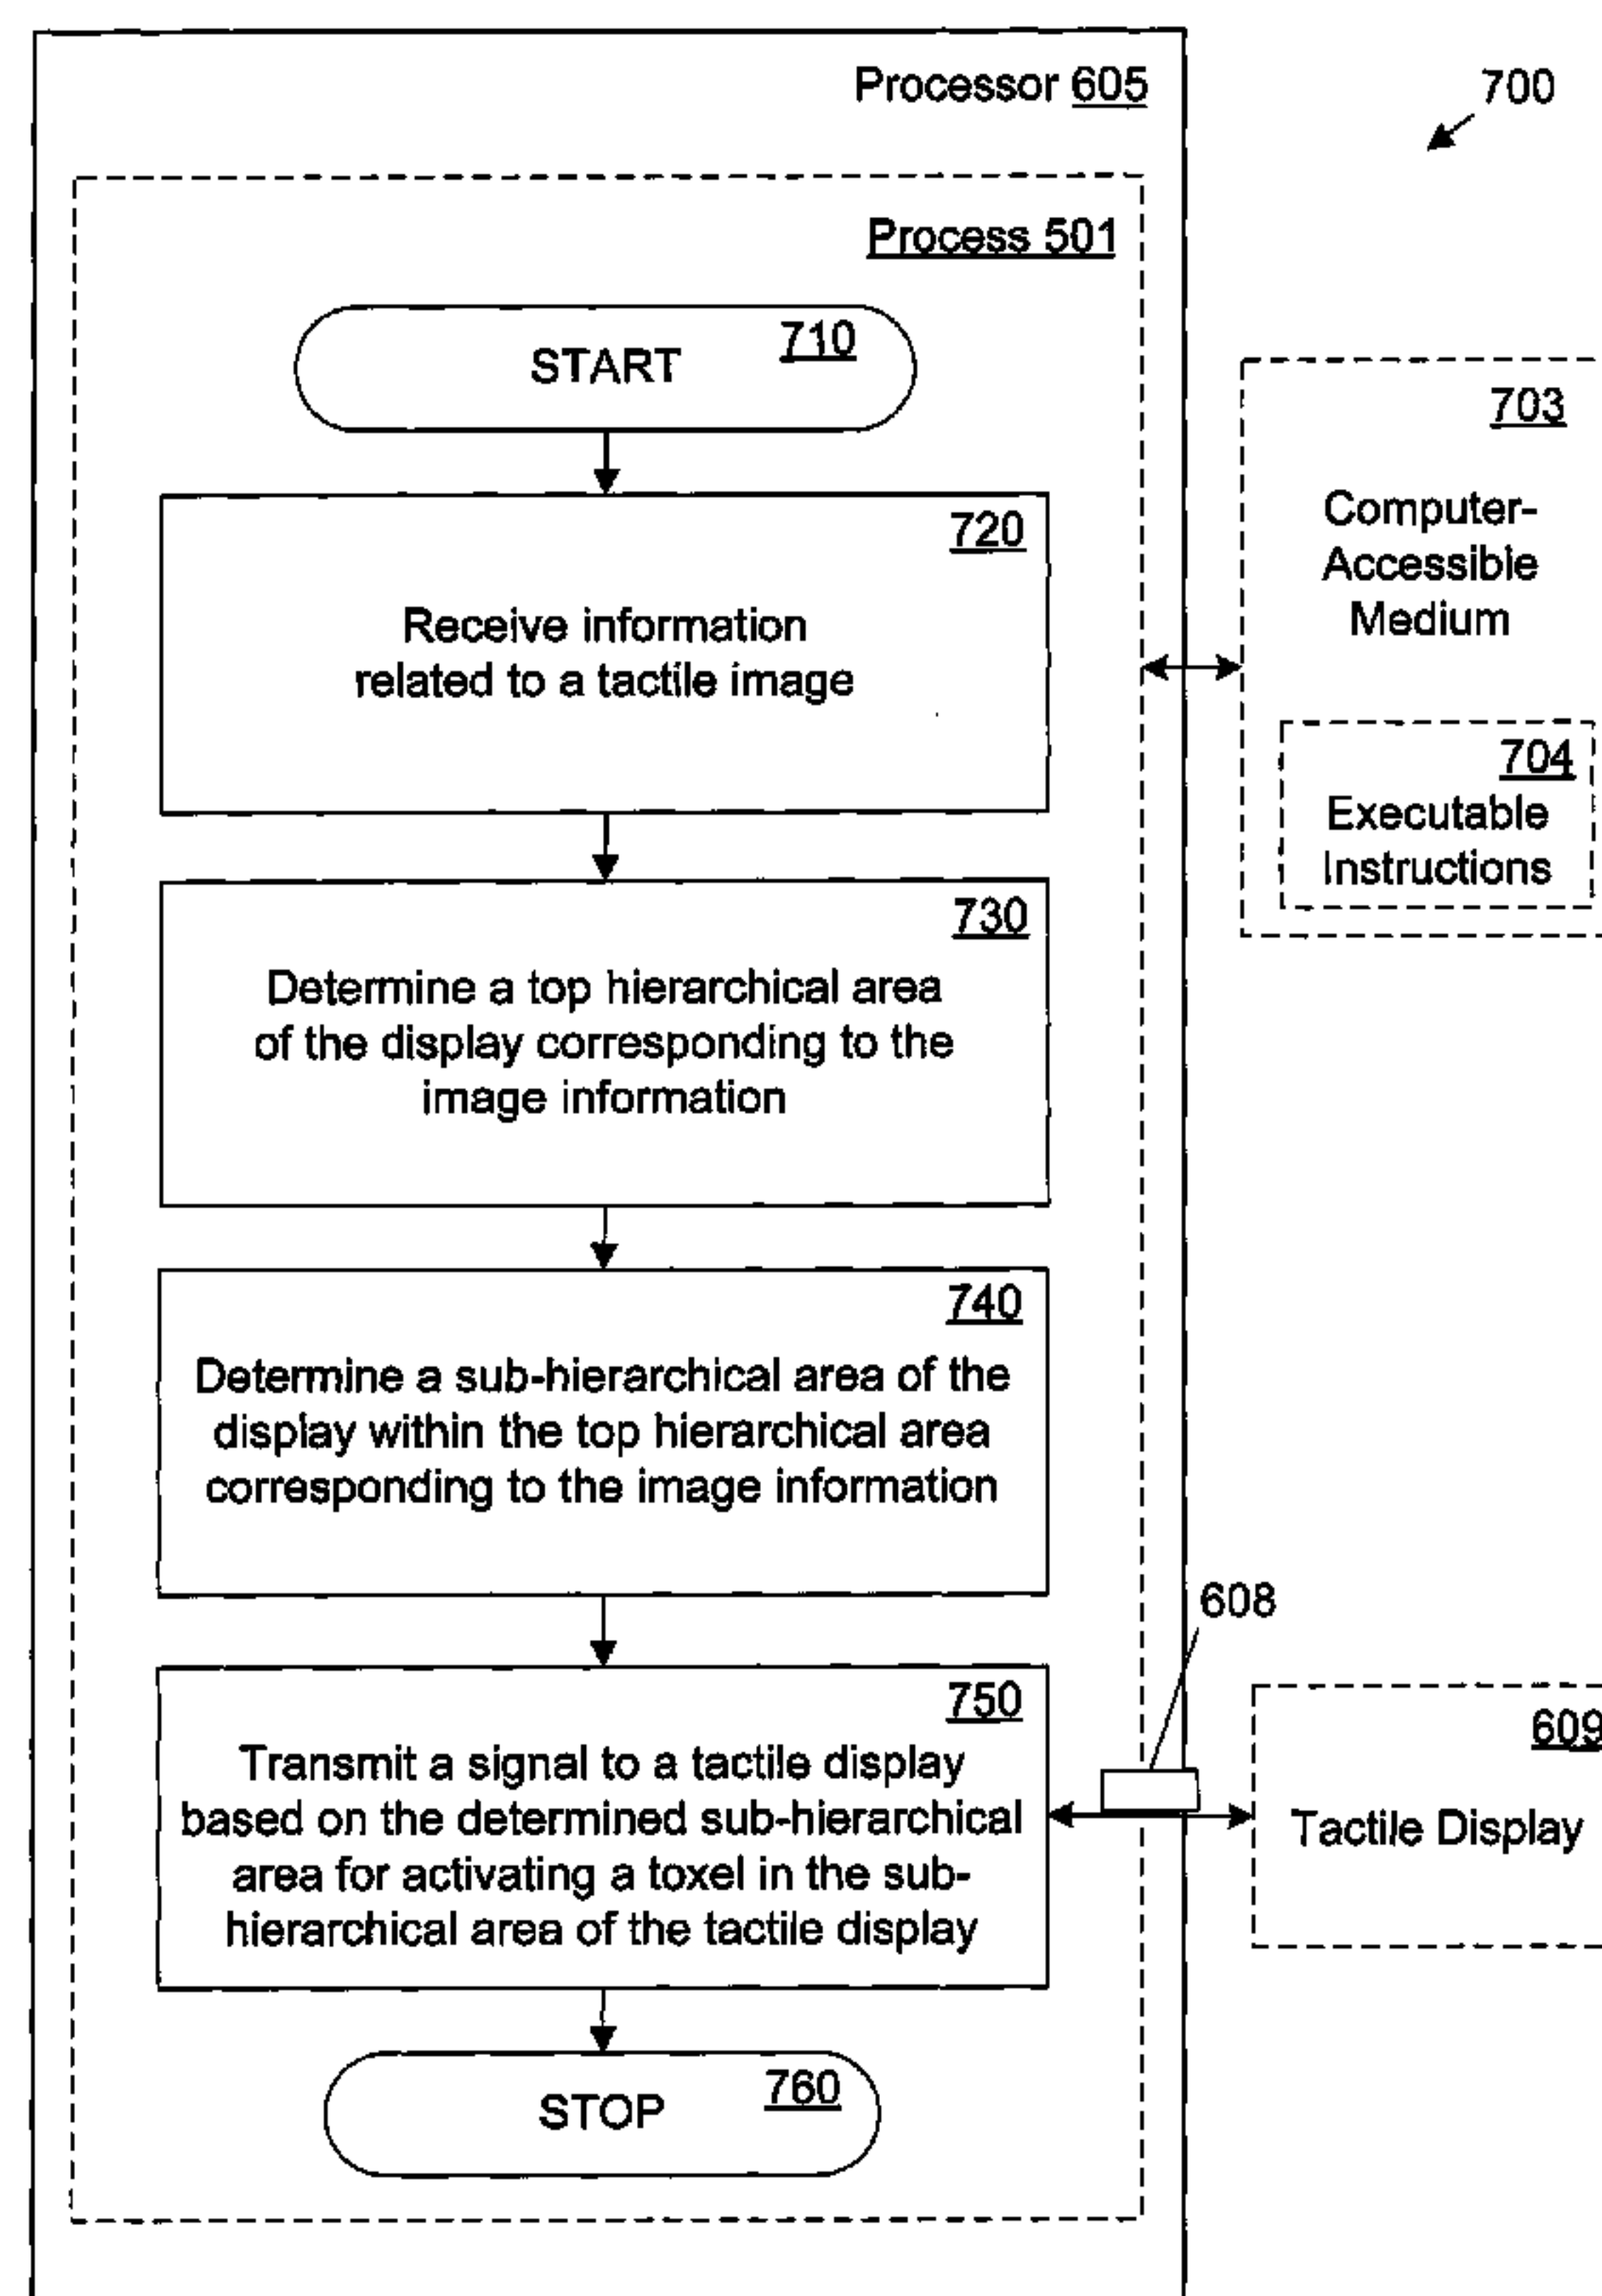 Processor 605
700
Process 501
START 710
720
Receive information
related to a tactile image
703
Computer-
Accessible
Medium
704
Executable
Instructions
730
Determine a top hierarchical area
of the display corresponding to the
image information
740
Determine a sub-hierarchical area of the
display within the top hierarchical area
corresponding to the image information
608
750
Transmit a signal to a tactile display
based on the determined sub-hierarchical
area for activating a toxel in the sub-
hierarchical area of the tactile display
609
Tactile Display
STOP 760